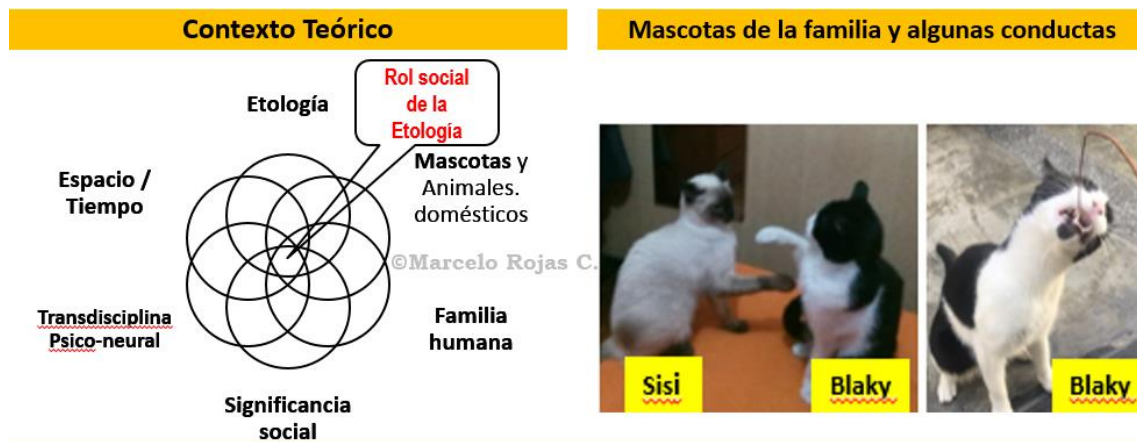 Contexto Teórico
Mascotas de la familia y algunas conductas
Rol social
de la
Etología
Etología
Espacio /
Tiempo
Mascotas y
Animales.
domésticos
©Marcelo Rojas C.
Transdisciplina
Psico-neural
Familia
humana
Significancia
social
Sisi
Blaky
Blaky